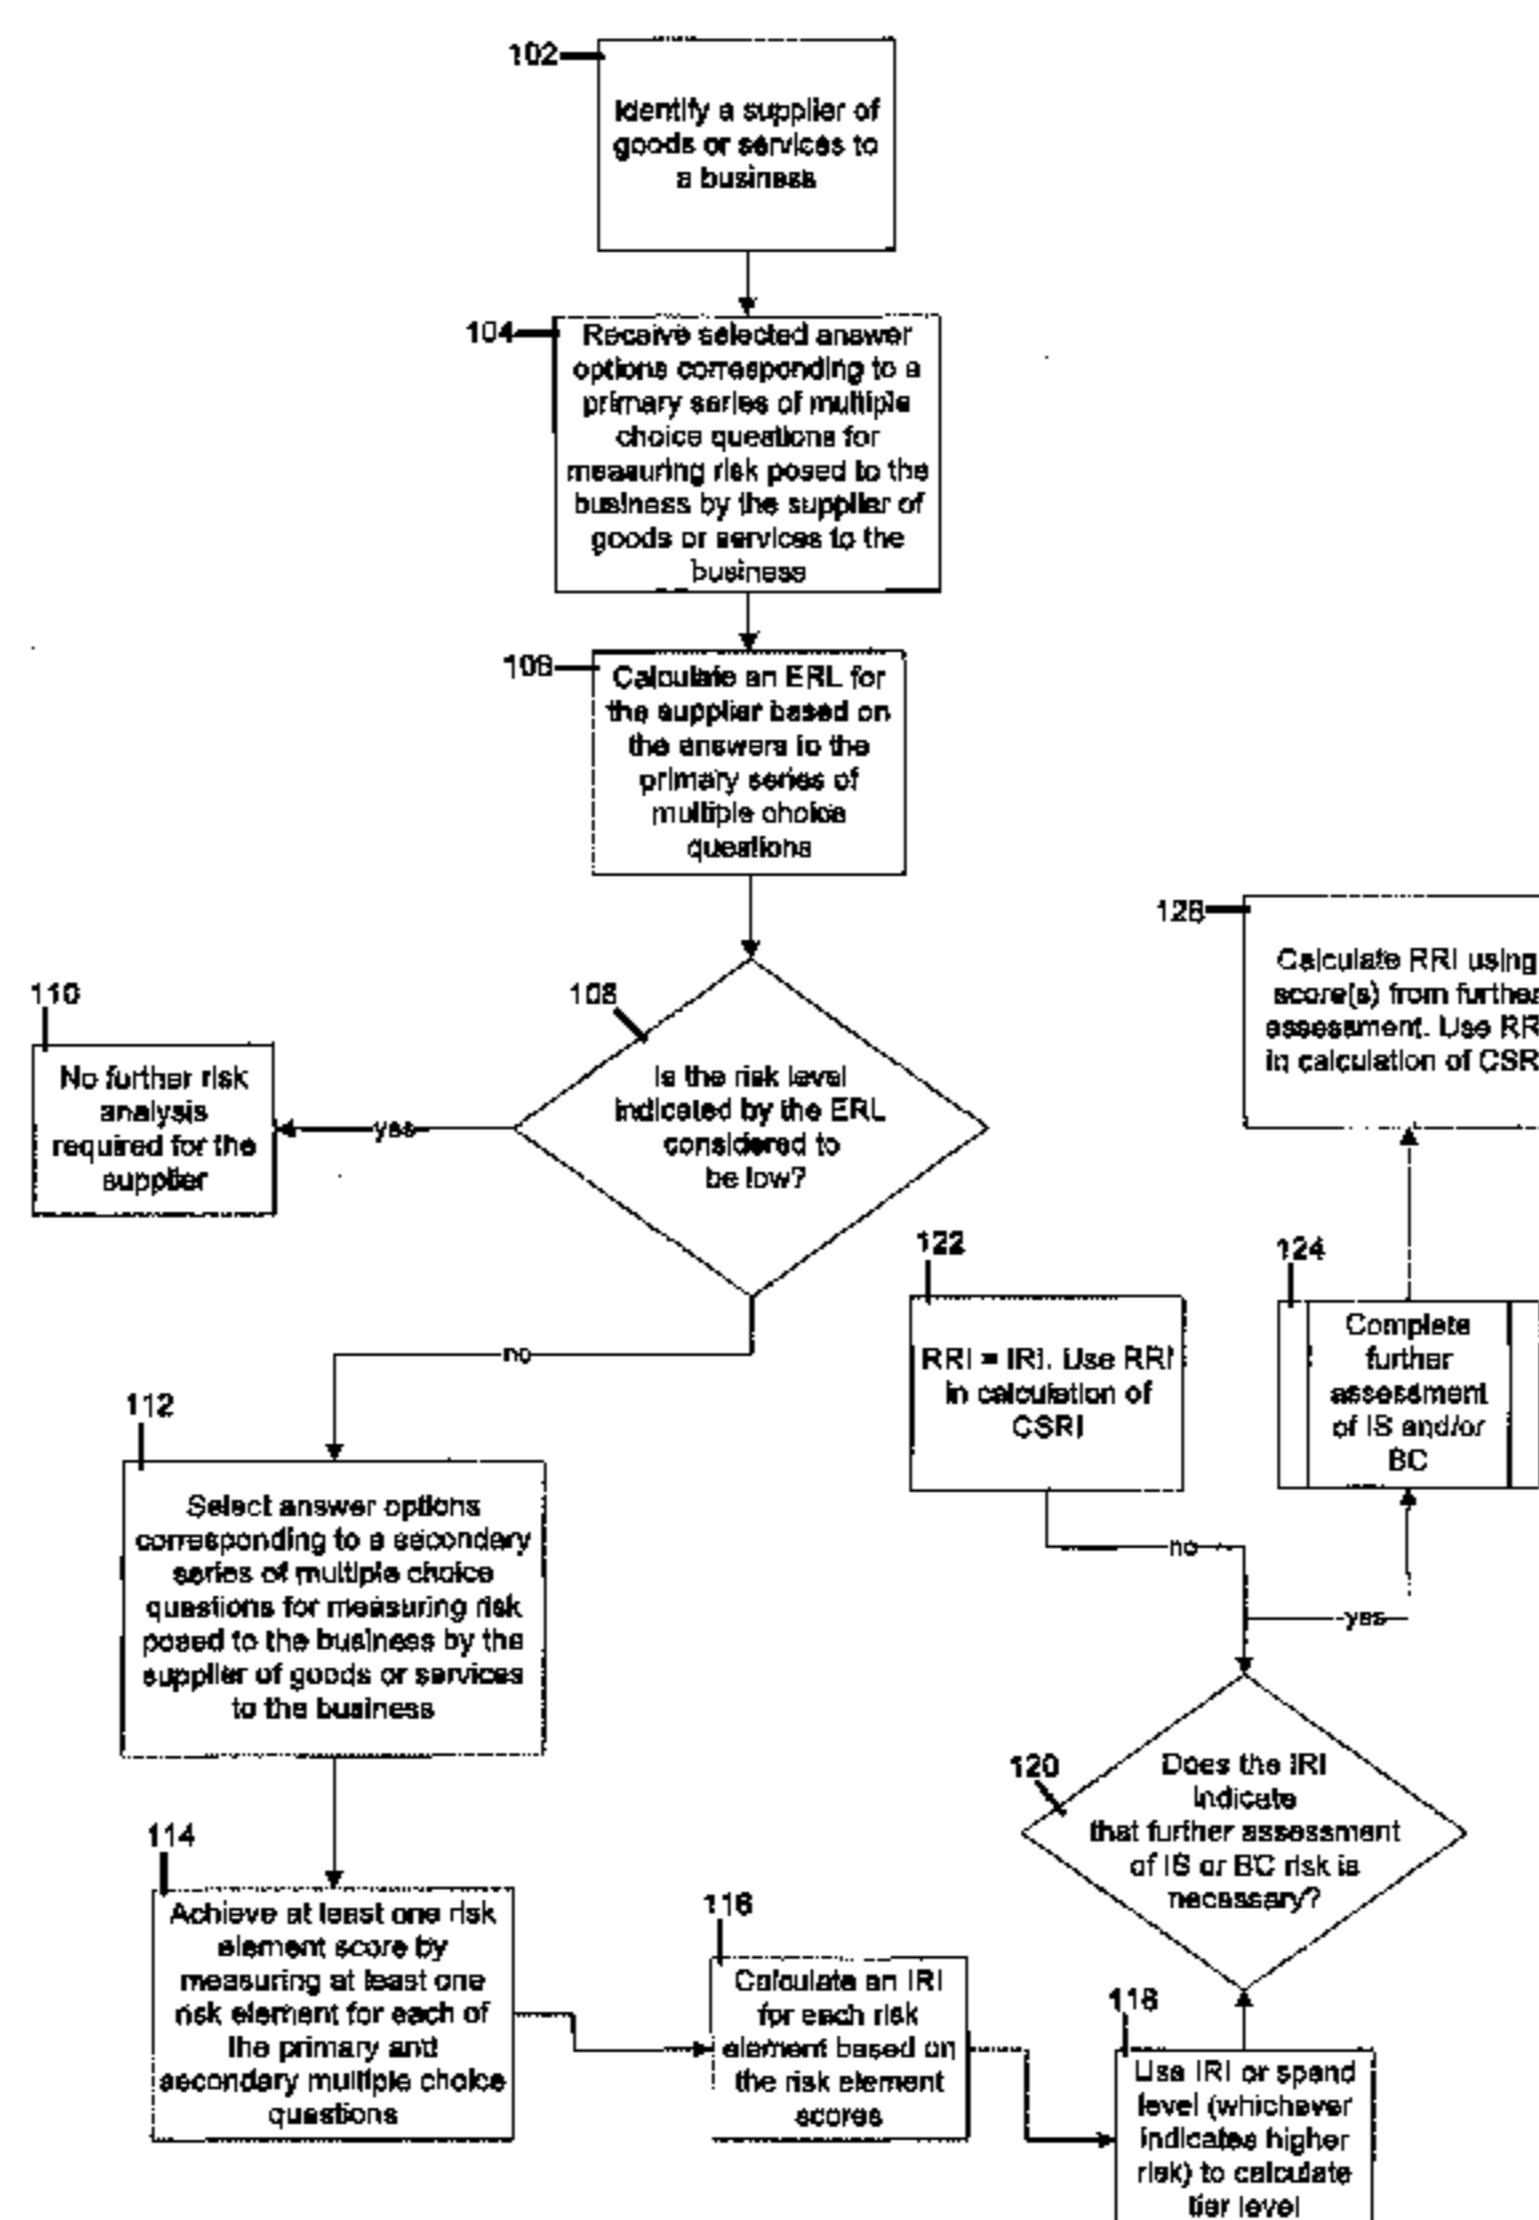 102
Identify a supplier of
goods or services to
a business
104
Receive selected answer
options corresponding to a
primary series of multiple
choice questions for
measuring risk posed to the
business by the supplier of
goods or services to the
business
106
Calculate an ERL for
the supplier based on
the answers to the
primary series of
multiple choice
questions
108
Is the risk level
indicated by the ERL
considered to
be low?
yes
110
No further risk
analysis
required for the
supplier
no
112
Select answer options
corresponding to a secondary
series of multiple choice
questions for measuring risk
posed to the business by the
supplier of goods or services
to the business
114
Achieve at least one risk
element score by
measuring at least one
risk element for each of
the primary and
secondary multiple choice
questions
116
Calculate an IRI
for each risk
element based on
the risk element
scores
118
Use IRI or spend
level (whichever
indicates higher
risk) to calculate
tier level
120
Does the IRI
indicate
that further assessment
of IS or BC risk is
necessary?
no
122
RRI = IRI. Use RRI
in calculation of
CSRI
yes
124
Complete
further
assessment
of IS and/or
BC
126
Calculate RRI using
score(s) from further
assessment. Use RR
in calculation of CSR